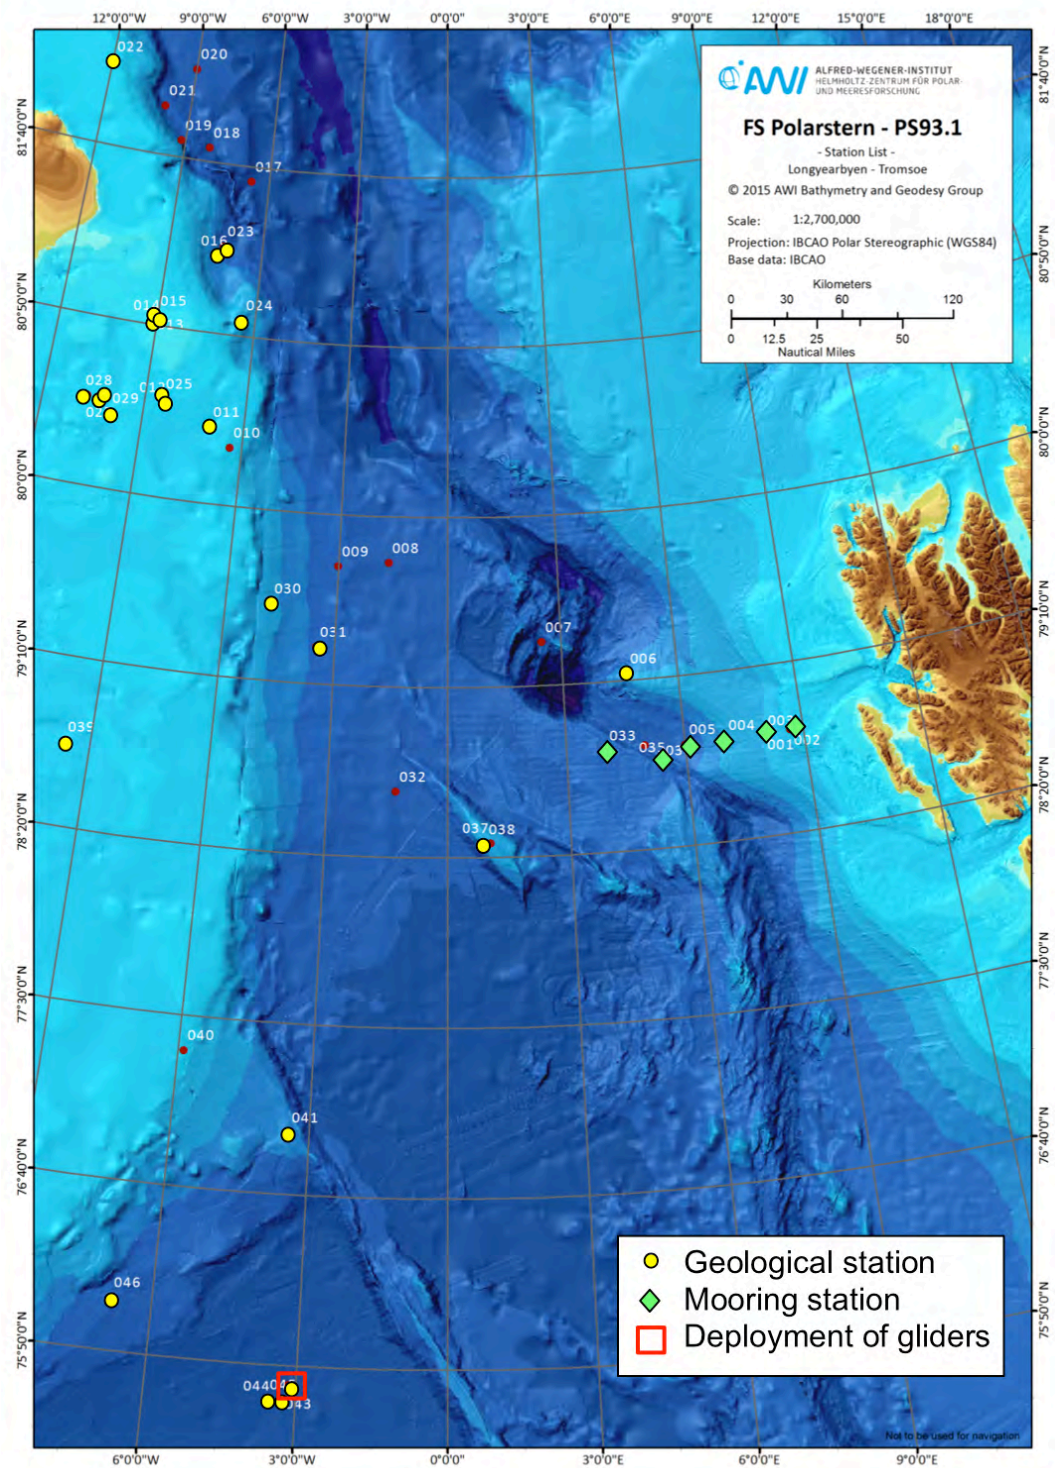 12°0'0"W 9°0'0"W 6°0'0"W 3°0'0"W 0°0'0" 3°0'0"E 6°0'0"E 9°0'0"E 12°0'0"E 15°0'0"E 18°0'0"E
AWI
ALFRED-WEGENER-INSTITUT
HELMHOLTZ-ZENTRUM FÜR POLAR-
UND MEERESFORSCHUNG
FS Polarstern - PS93.1
- Station List -
Longyearbyen - Tromsoe
© 2015 AWI Bathymetry and Geodesy Group
Scale: 1:2,700,000
Projection: IBCAO Polar Stereographic (WGS84)
Base data: IBCAO
Kilometers
0 30 60 120
0 12.5 25 50
Nautical Miles
81°40'0"N
80°50'0"N
80°0'0"N
79°10'0"N
78°20'0"N
77°30'0"N
76°40'0"N
75°50'0"N
81°40'0"N
80°50'0"N
80°0'0"N
79°10'0"N
78°20'0"N
77°30'0"N
76°40'0"N
75°50'0"N
022
020
021
019
018
017
023
016
015
024
028
025
029
011
010
009
008
030
031
007
006
039
033
005
004
001
002
035
032
037
038
040
041
046
044
043
Geological station
Mooring station
Deployment of gliders
Not to be used for navigation
6°0'0"W 3°0'0"W 0°0'0" 3°0'0"E 6°0'0"E 9°0'0"E